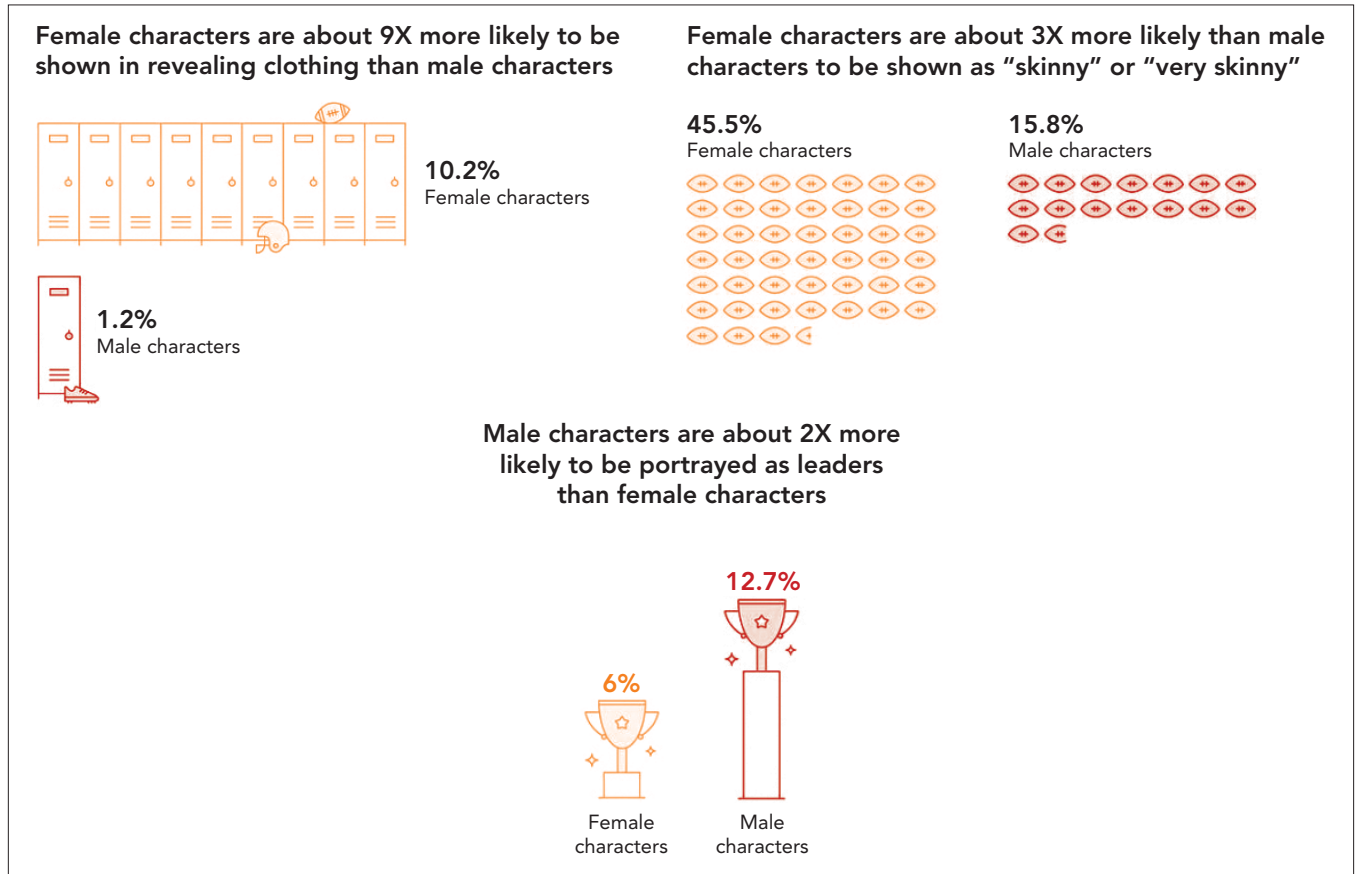 Female characters are about 9X more likely to be
shown in revealing clothing than male characters
10.2%
Female characters
1.2%
Male characters
Female characters are about 3X more likely than male
characters to be shown as “skinny” or “very skinny”
45.5%
Female characters
15.8%
Male characters
Male characters are about 2X more
likely to be portrayed as leaders
than female characters
6%
Female
characters
12.7%
Male
characters